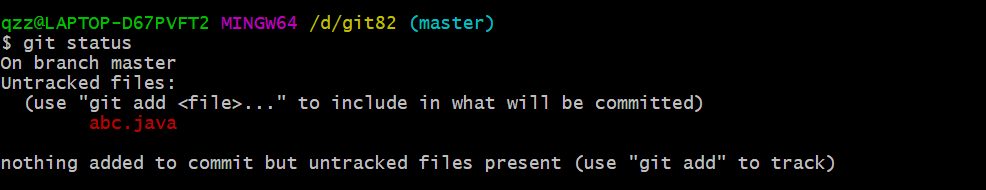 qzz@LAPTOP-D67PVFT2 MINGW64 /d/git82 (master)
$ git status
On branch master
Untracked files:
  (use "git add <file>..." to include in what will be committed)
        abc.java

nothing added to commit but untracked files present (use "git add" to track)